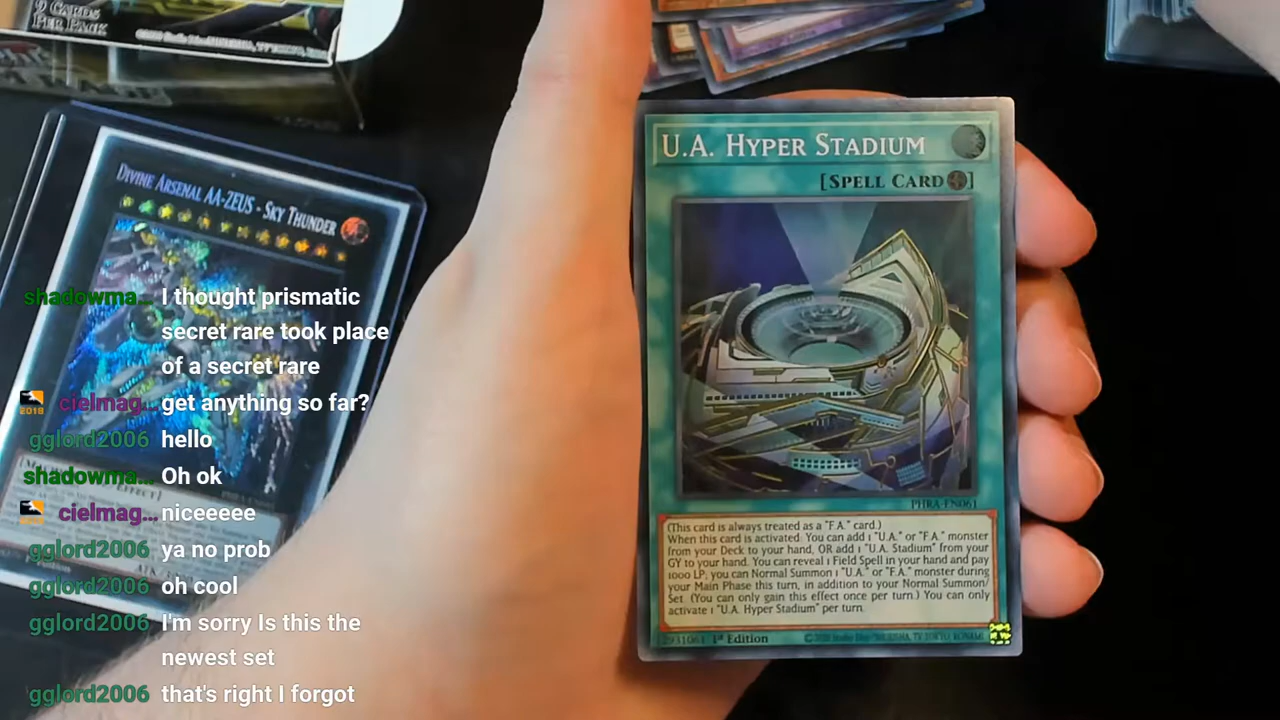 9 CARDS
PER PACK
DIVINE ARSENAL AA-ZEUS - SKY THUNDER
U.A. HYPER STADIUM
[SPELL CARD]
PHRA-EN061
(This card is always treated as a "F.A." card.)
When this card is activated: You can add 1 "U.A." or "F.A." monster
from your Deck to your hand, OR add 1 "U.A. Stadium" from your
GY to your hand. You can reveal 1 Field Spell in your hand and pay
1000 LP; you can Normal Summon 1 "U.A." or "F.A." monster during
your Main Phase this turn, in addition to your Normal Summon/
Set. (You can only gain this effect once per turn.) You can only
activate 1 "U.A. Hyper Stadium" per turn.
1st Edition
shadowma... I thought prismatic
secret rare took place
of a secret rare
2018 cielmag... get anything so far?
gglord2006 hello
shadowma... Oh ok
cielmag... niceeeee
gglord2006 ya no prob
gglord2006 oh cool
gglord2006 I'm sorry Is this the
newest set
gglord2006 that's right I forgot